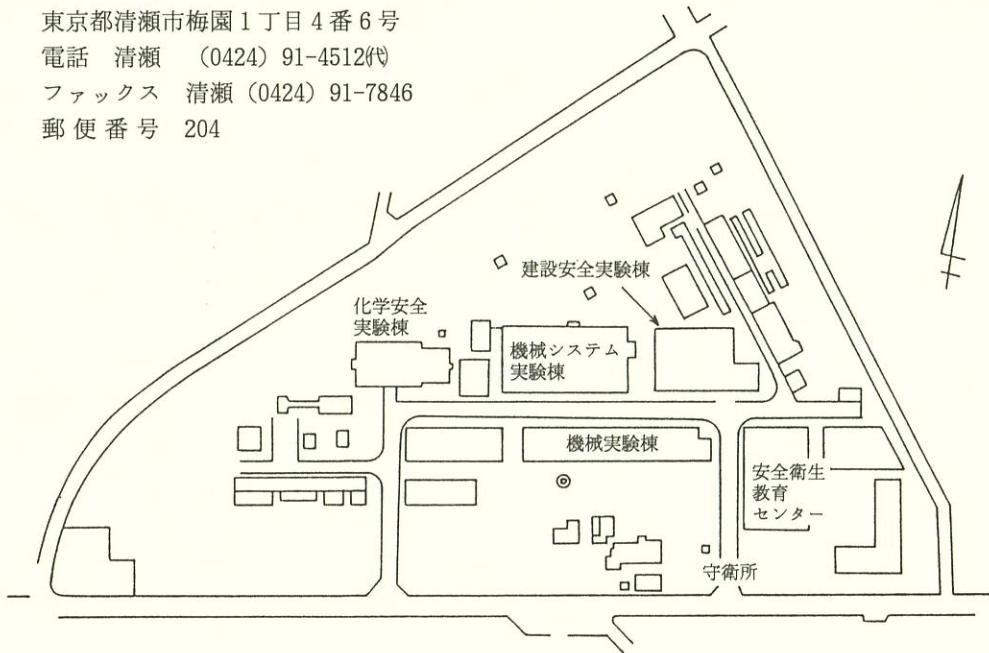 東京都清瀬市梅園1丁目4番6号
電話 清瀬 (0424) 91-4512㈹
ファックス 清瀬 (0424) 91-7846
郵便番号 204
建設安全実験棟
化学安全
実験棟
機械システム
実験棟
機械実験棟
安全衛生
教育
センター
守衛所